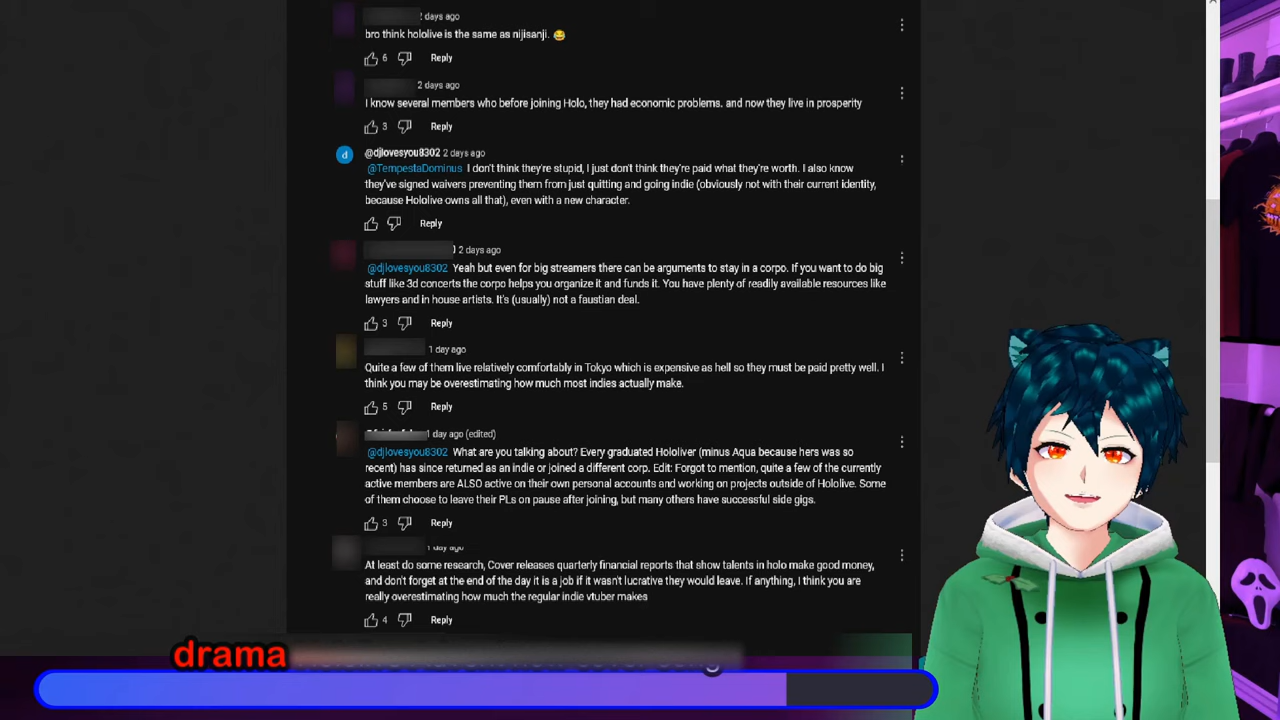 2 days ago
bro think hololive is the same as nijisanji. 😂
6 Reply
2 days ago
I know several members who before joining Holo, they had economic problems. and now they live in prosperity
3 Reply
d @djlovesyou8302 2 days ago
@TempestaDominus I don't think they're stupid, I just don't think they're paid what they're worth. I also know
they've signed waivers preventing them from just quitting and going indie (obviously not with their current identity,
because Hololive owns all that), even with a new character.
Reply
2 days ago
@djlovesyou8302 Yeah but even for big streamers there can be arguments to stay in a corpo. If you want to do big
stuff like 3d concerts the corpo helps you organize it and funds it. You have plenty of readily available resources like
lawyers and in house artists. It's (usually) not a faustian deal.
3 Reply
1 day ago
Quite a few of them live relatively comfortably in Tokyo which is expensive as hell so they must be paid pretty well. I
think you may be overestimating how much most indies actually make.
5 Reply
1 day ago (edited)
@djlovesyou8302 What are you talking about? Every graduated Hololiver (minus Aqua because hers was so
recent) has since returned as an indie or joined a different corp. Edit: Forgot to mention, quite a few of the currently
active members are ALSO active on their own personal accounts and working on projects outside of Hololive. Some
of them choose to leave their PLs on pause after joining, but many others have successful side gigs.
3 Reply
1 day ago
At least do some research, Cover releases quarterly financial reports that show talents in holo make good money,
and don't forget at the end of the day it is a job if it wasn't lucrative they would leave. If anything, I think you are
really overestimating how much the regular indie vtuber makes
4 Reply
drama